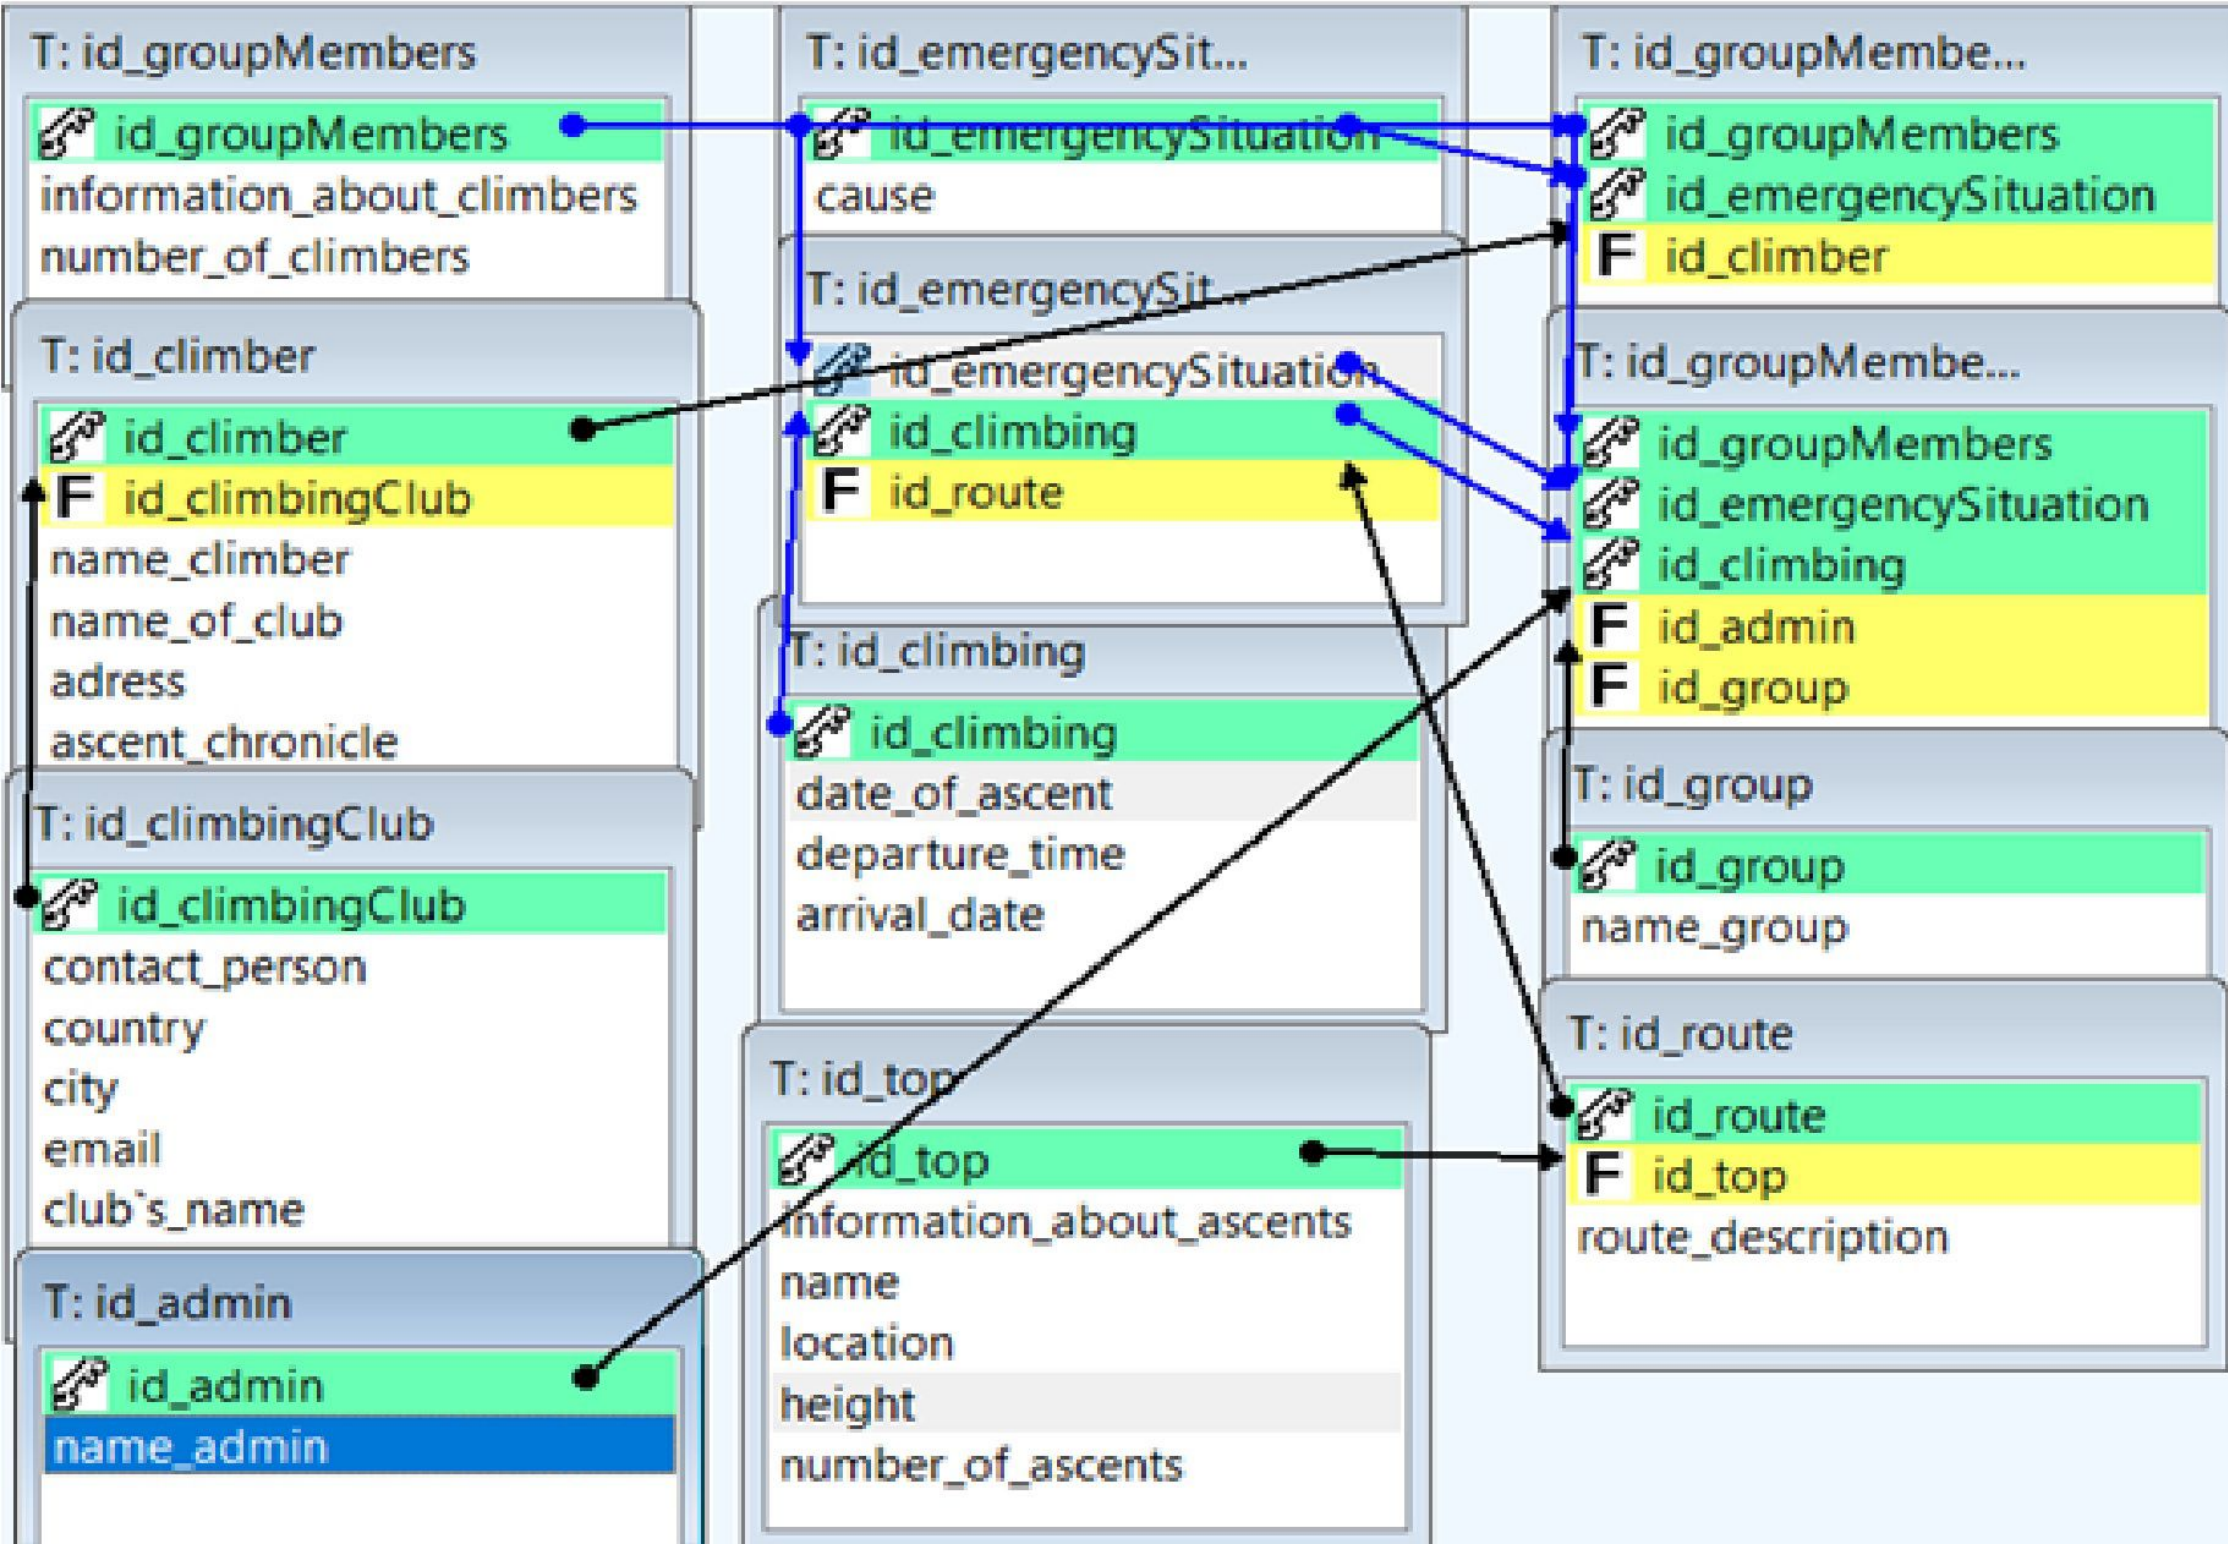 T: id_groupMembers
id_groupMembers
information_about_climbers
number_of_climbers
T: id_climber
id_climber
F id_climbingClub
name_climber
name_of_club
adress
ascent_chronicle
T: id_climbingClub
id_climbingClub
contact_person
country
city
email
club`s_name
T: id_admin
id_admin
name_admin
T: id_emergencySit...
id_emergencySituation
cause
T: id_emergencySit...
id_emergencySituation
id_climbing
F id_route
T: id_climbing
id_climbing
date_of_ascent
departure_time
arrival_date
T: id_top
id_top
information_about_ascents
name
location
height
number_of_ascents
T: id_groupMembe...
id_groupMembers
id_emergencySituation
F id_climber
T: id_groupMembe...
id_groupMembers
id_emergencySituation
id_climbing
F id_admin
F id_group
T: id_group
id_group
name_group
T: id_route
id_route
F id_top
route_description